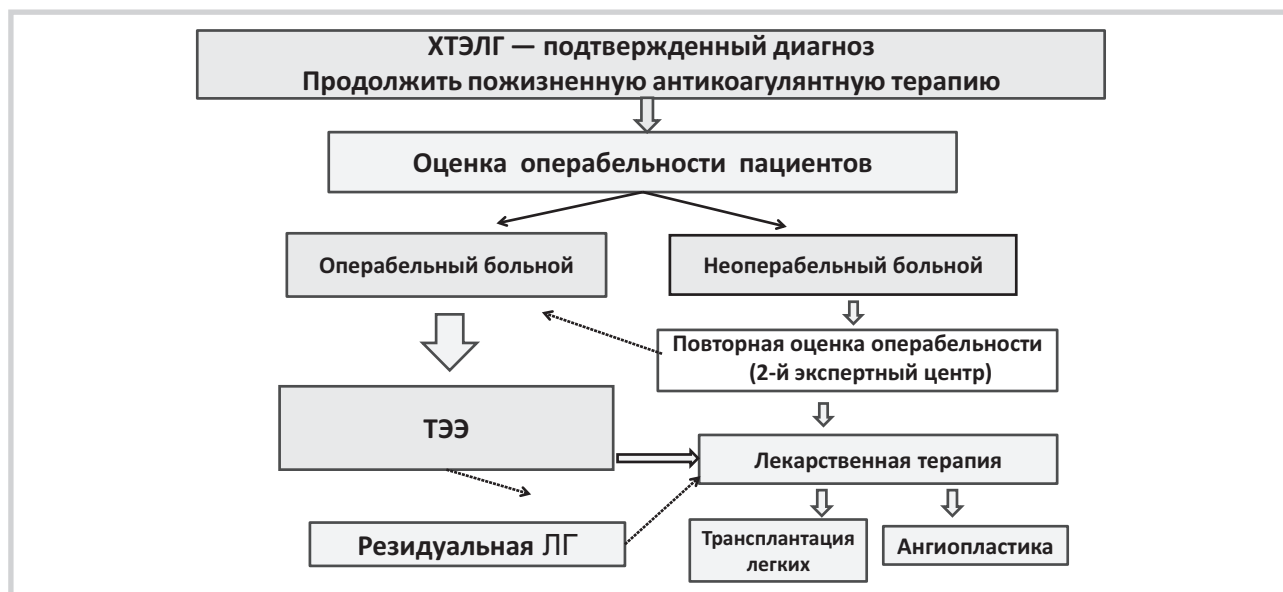 ХТЭЛГ — подтвержденный диагноз
Продолжить пожизненную антикоагулянтную терапию
Оценка операбельности пациентов
Операбельный больной
Неоперабельный больной
Повторная оценка операбельности
(2-й экспертный центр)
ТЭЭ
Лекарственная терапия
Резидуальная ЛГ
Трансплантация
легких
Ангиопластика